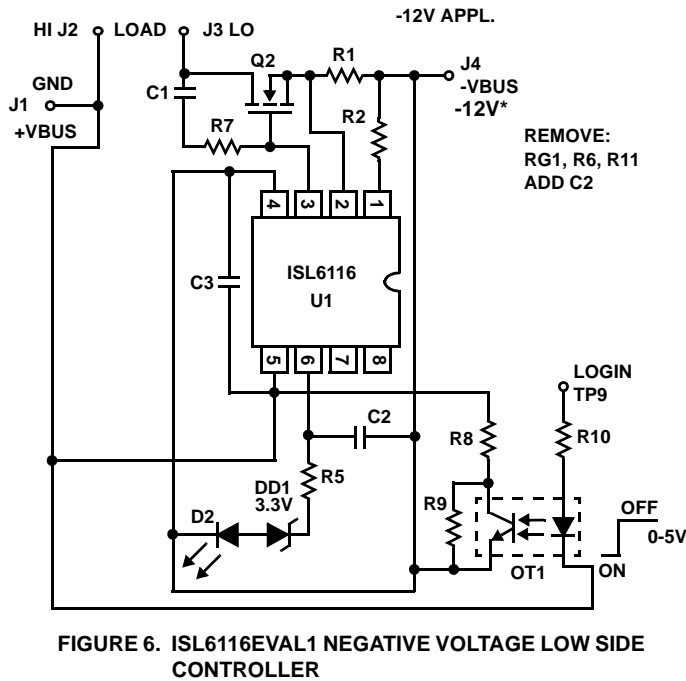 -12V APPL.
HI J2
LOAD
J3 LO
Q2
R1
J4
-VBUS
-12V*
GND
J1
+VBUS
C1
R2
R7
REMOVE:
RG1, R6, R11
ADD C2
4
3
2
1
ISL6116
U1
C3
5
6
7
8
LOGIN
TP9
C2
R8
R10
R5
DD1
3.3V
D2
R9
OFF
0-5V
OT1
ON
FIGURE 6. ISL6116EVAL1 NEGATIVE VOLTAGE LOW SIDE
CONTROLLER